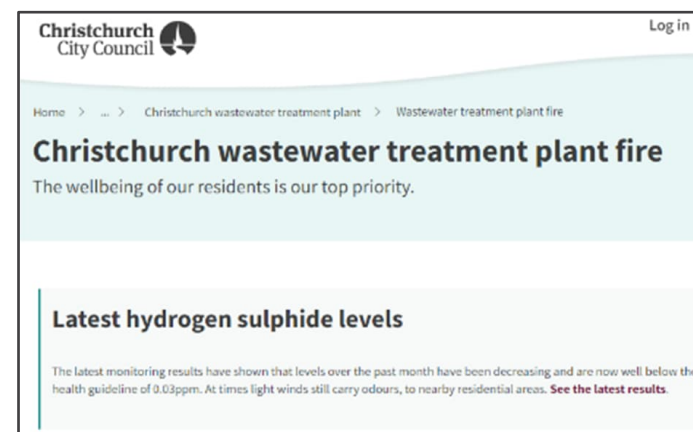 Christchurch
City Council
Log in
Home > ... > Christchurch wastewater treatment plant > Wastewater treatment plant fire
Christchurch wastewater treatment plant fire
The wellbeing of our residents is our top priority.
Latest hydrogen sulphide levels
The latest monitoring results have shown that levels over the past month have been decreasing and are now well below the
health guideline of 0.03ppm. At times light winds still carry odours, to nearby residential areas. See the latest results.